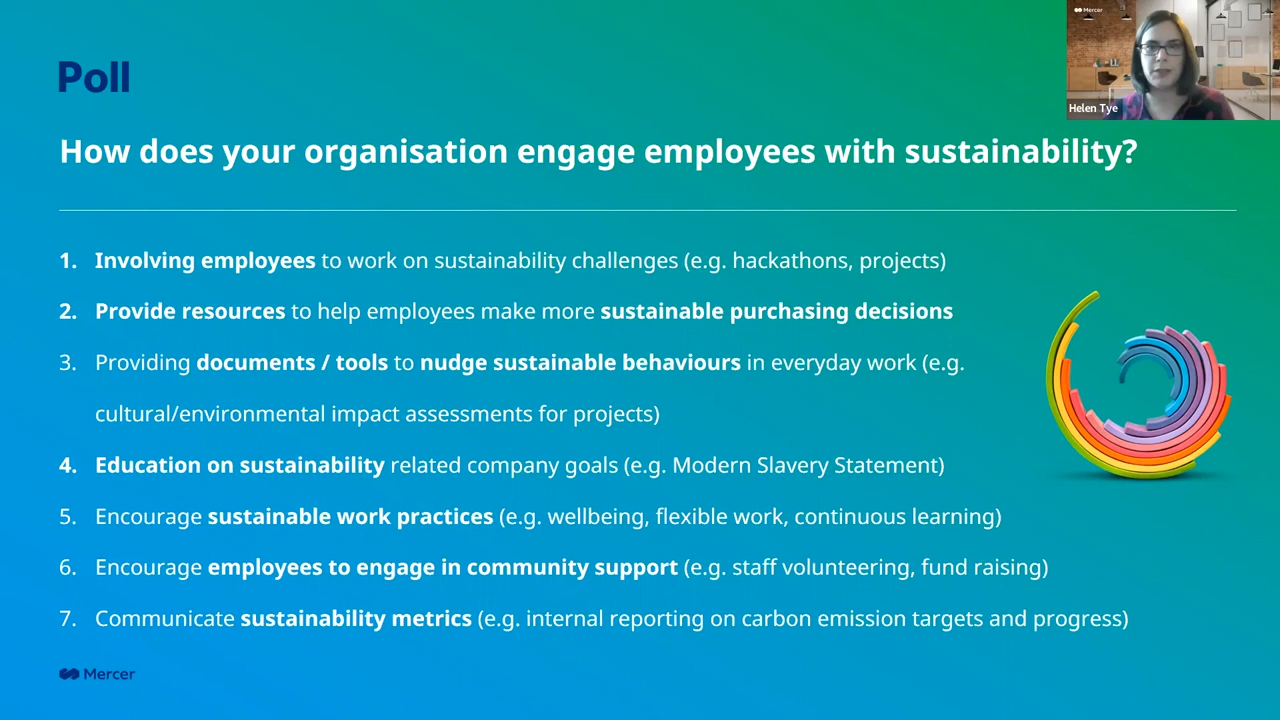 Mercer
Helen Tye
Poll
How does your organisation engage employees with sustainability?
1. Involving employees to work on sustainability challenges (e.g. hackathons, projects)
2. Provide resources to help employees make more sustainable purchasing decisions
3. Providing documents / tools to nudge sustainable behaviours in everyday work (e.g.
cultural/environmental impact assessments for projects)
4. Education on sustainability related company goals (e.g. Modern Slavery Statement)
5. Encourage sustainable work practices (e.g. wellbeing, flexible work, continuous learning)
6. Encourage employees to engage in community support (e.g. staff volunteering, fund raising)
7. Communicate sustainability metrics (e.g. internal reporting on carbon emission targets and progress)
Mercer